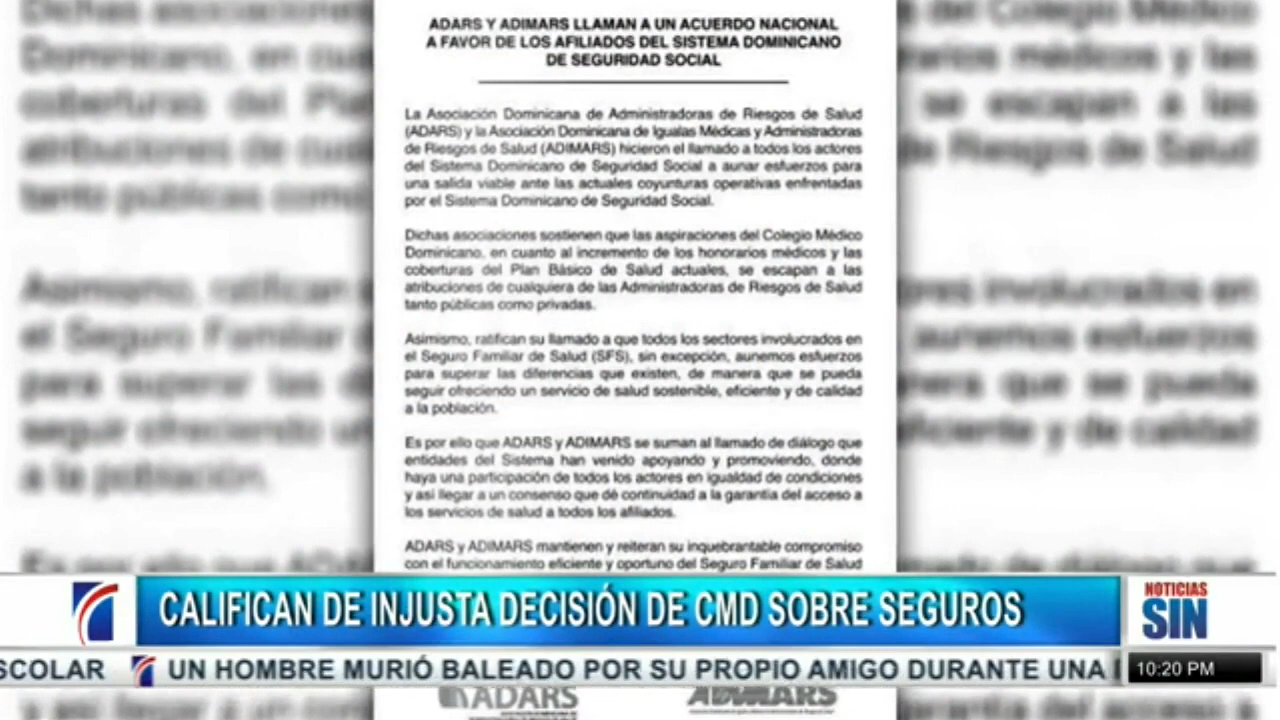 ADARS Y ADIMARS LLAMAN A UN ACUERDO NACIONAL
A FAVOR DE LOS AFILIADOS DEL SISTEMA DOMINICANO
DE SEGURIDAD SOCIAL
La Asociación Dominicana de Administradoras de Riesgos de Salud
(ADARS) y la Asociación Dominicana de Igualas Médicas y Administradoras
de Riesgos de Salud (ADIMARS) hicieron el llamado a todos los actores
del Sistema Dominicano de Seguridad Social a aunar esfuerzos para
una salida viable ante las actuales coyunturas operativas enfrentadas
por el Sistema Dominicano de Seguridad Social.
Dichas asociaciones sostienen que las aspiraciones del Colegio Médico
Dominicano, en cuanto al incremento de los honorarios médicos y las
coberturas del Plan Básico de Salud actuales, se escapan a las
atribuciones de cualquiera de las Administradoras de Riesgos de Salud
tanto públicas como privadas.
Asimismo, ratifican su llamado a que todos los sectores involucrados en
el Seguro Familiar de Salud (SFS), sin excepción, aunemos esfuerzos
para superar las diferencias que existen, de manera que se pueda
seguir ofreciendo un servicio de salud sostenible, eficiente y de calidad
a la población.
Es por ello que ADARS y ADIMARS se suman al llamado de diálogo que
entidades del Sistema han venido apoyando y promoviendo, donde
haya una participación de todos los actores en igualdad de condiciones
y así llegar a un consenso que dé continuidad a la garantía del acceso a
los servicios de salud a todos los afiliados.
ADARS y ADIMARS mantienen y reiteran su inquebrantable compromiso
con el funcionamiento eficiente y oportuno del Seguro Familiar de Salud
CALIFICAN DE INJUSTA DECISIÓN DE CMD SOBRE SEGUROS
NOTICIAS
SIN
SCOLAR UN HOMBRE MURIÓ BALEADO POR SU PROPIO AMIGO DURANTE UNA
10:20 PM
ADARS ADIMARS